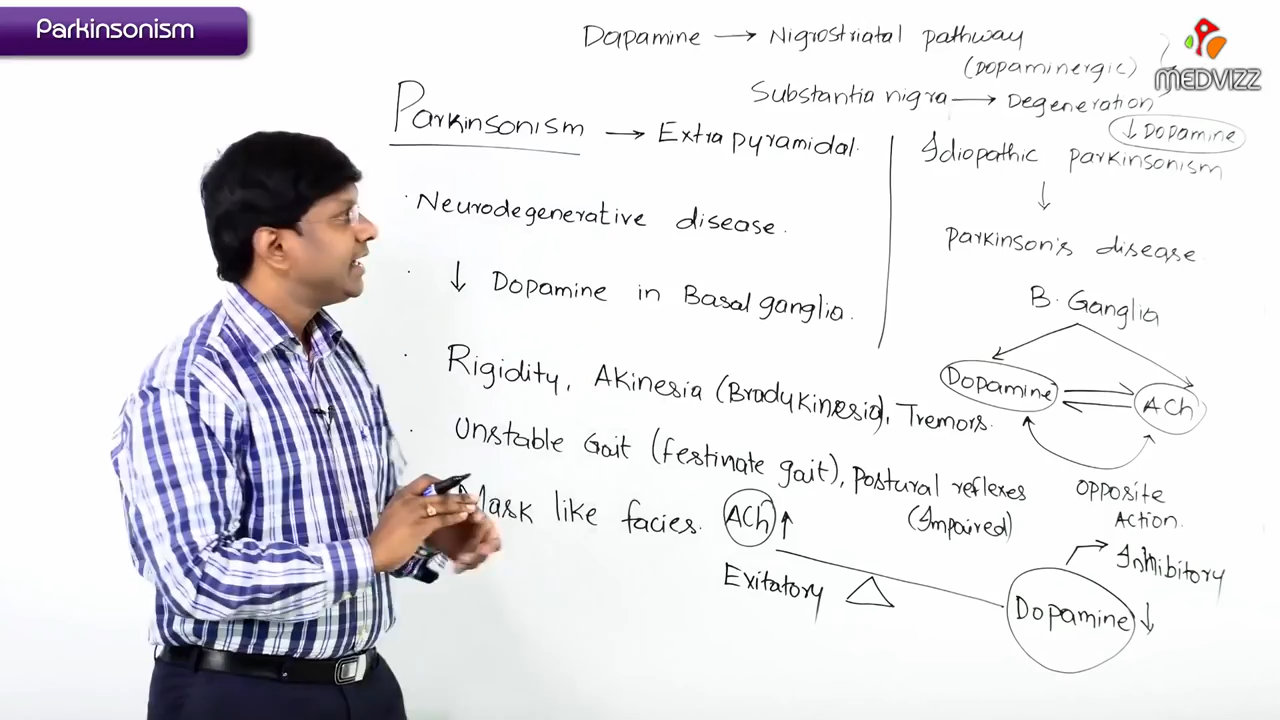 Parkinsonism
MEDVIZZ
Dopamine → Nigrostriatal pathway
(Dopaminergic)
Substantia nigra → Degeneration
↓ Dopamine
Parkinsonism → Extrapyramidal.
Idiopathic parkinsonism
↓
Parkinson's disease.
· Neurodegenerative disease.
· ↓ Dopamine in Basal ganglia.
· Rigidity, Akinesia (Bradykinesia), Tremors.
· Unstable Gait (festinate gait), Postural reflexes
(Impaired)
Mask like facies.
B. Ganglia
Dopamine ACh
Opposite
Action.
ACh ↑
Exitatory
Inhibitory
Dopamine ↓